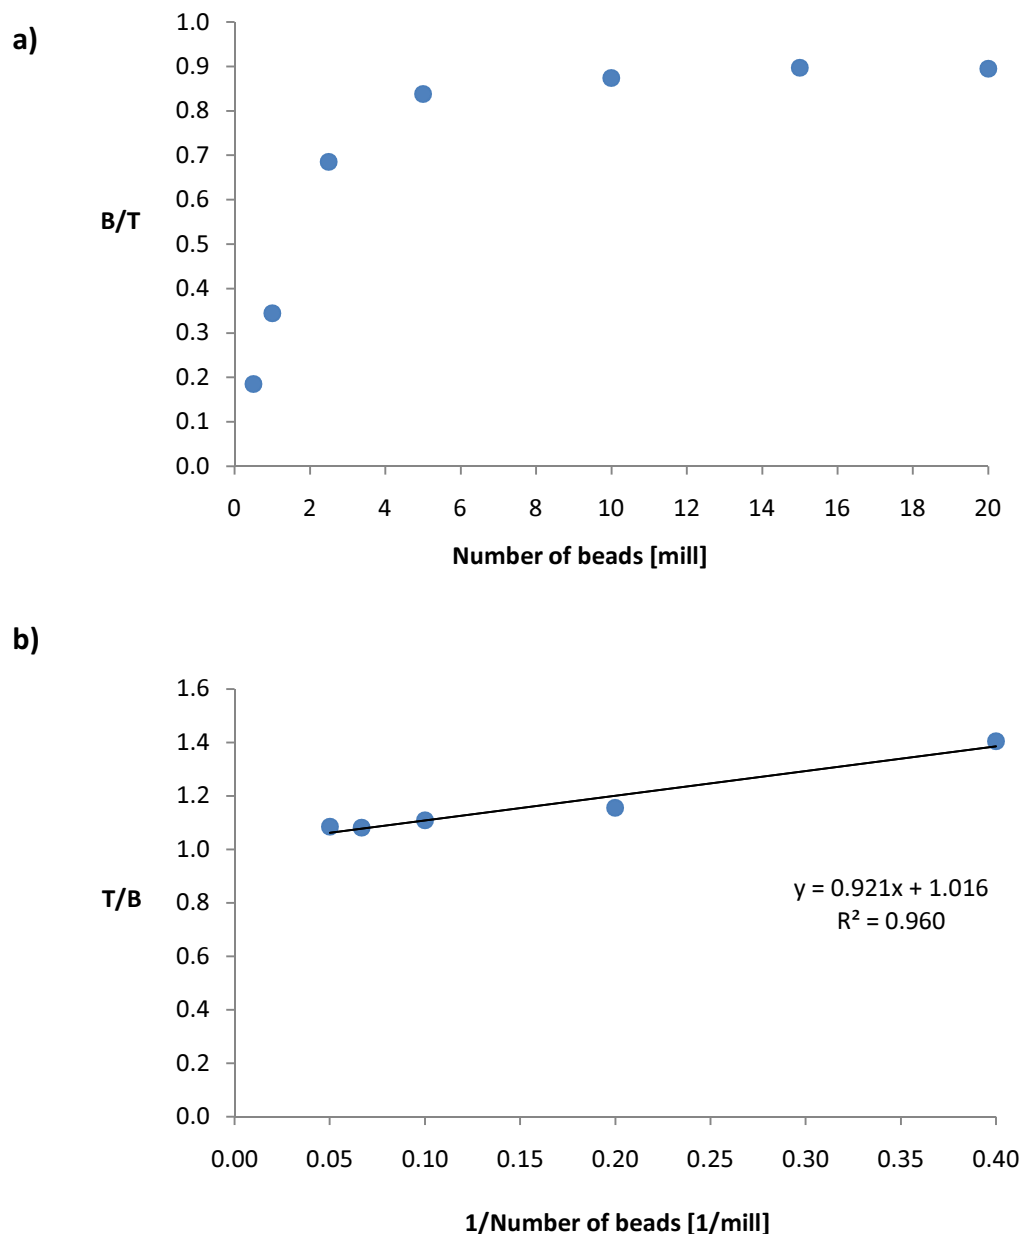 a)
1.0
0.9
0.8
0.7
0.6
0.5
0.4
0.3
0.2
0.1
0.0
B/T
0 2 4 6 8 10 12 14 16 18 20
Number of beads [mill]
b)
1.6
1.4
1.2
1.0
0.8
0.6
0.4
0.2
0.0
T/B
y = 0.921x + 1.016
R² = 0.960
0.00 0.05 0.10 0.15 0.20 0.25 0.30 0.35 0.40
1/Number of beads [1/mill]